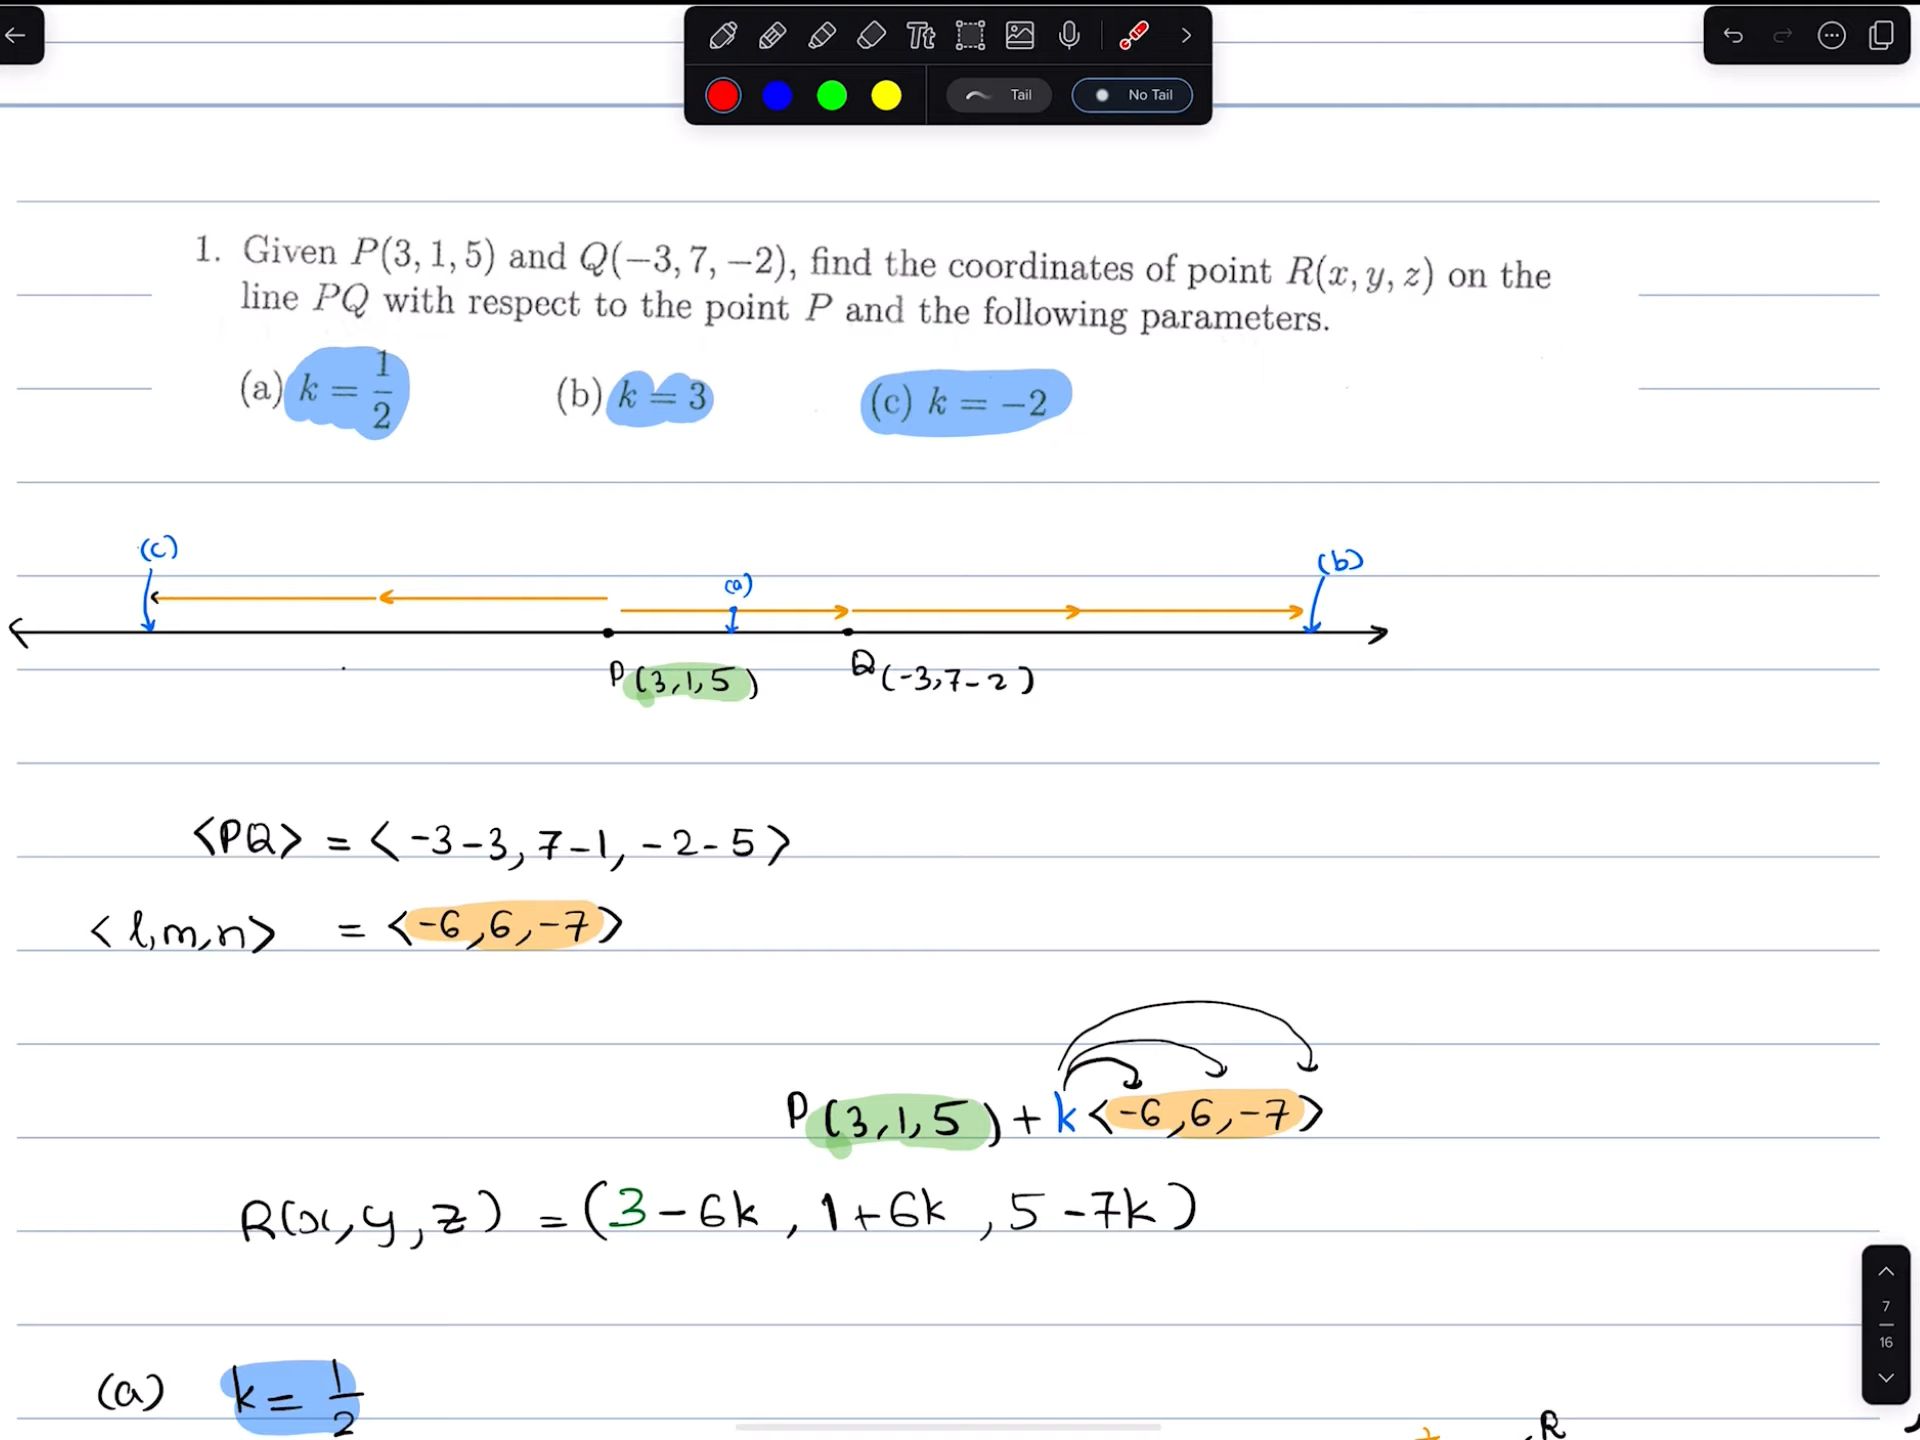 Tt
Tail
No Tail
1. Given P(3, 1, 5) and Q(−3, 7, −2), find the coordinates of point R(x, y, z) on the
line PQ with respect to the point P and the following parameters.
(a) k = 1/2 (b) k = 3 (c) k = −2
(c) (a) (b)
P(3,1,5) Q(-3,7-2)
<PQ> = <-3-3, 7-1, -2-5>
<l,m,n> = <-6,6,-7>
P(3,1,5)+k<-6,6,-7>
R(x,y,z) = (3-6k, 1+6k, 5-7k)
7
16
(a) k = 1/2
R